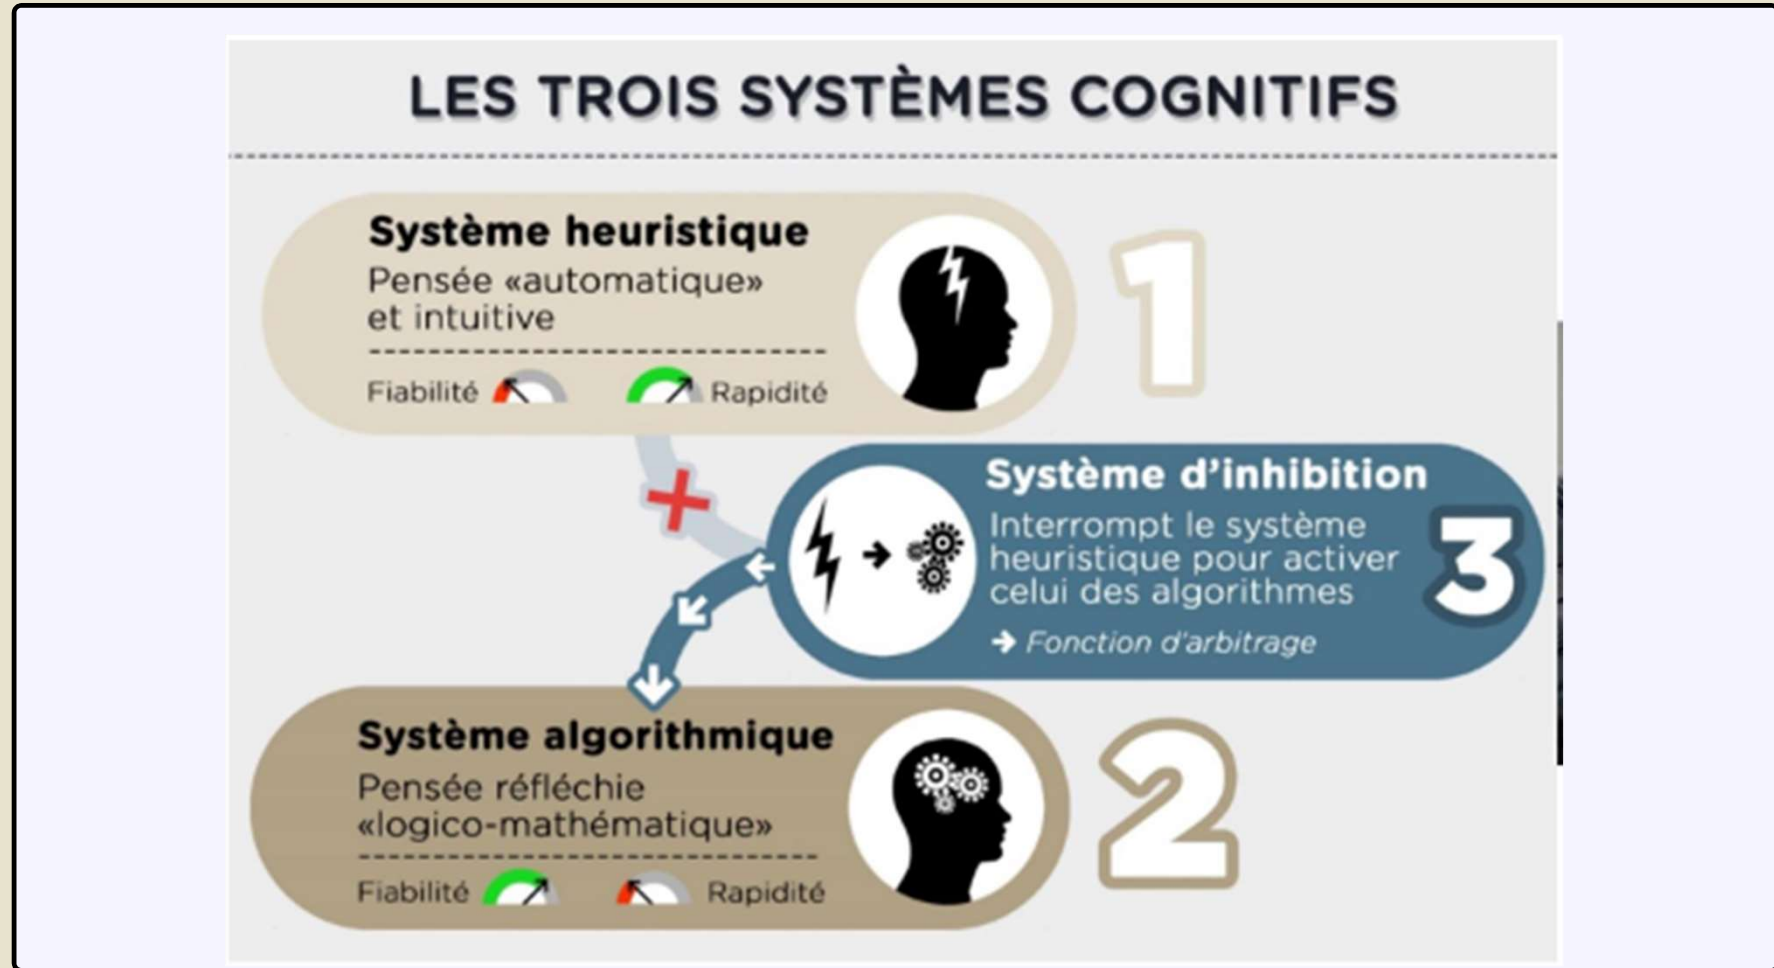 LES TROIS SYSTÈMES COGNITIFS
Système heuristique
Pensée «automatique»
et intuitive
Fiabilité Rapidité
1
Système d’inhibition
Interrompt le système
heuristique pour activer
celui des algorithmes
➔ Fonction d'arbitrage
3
Système algorithmique
Pensée réfléchie
«logico-mathématique»
Fiabilité Rapidité
2